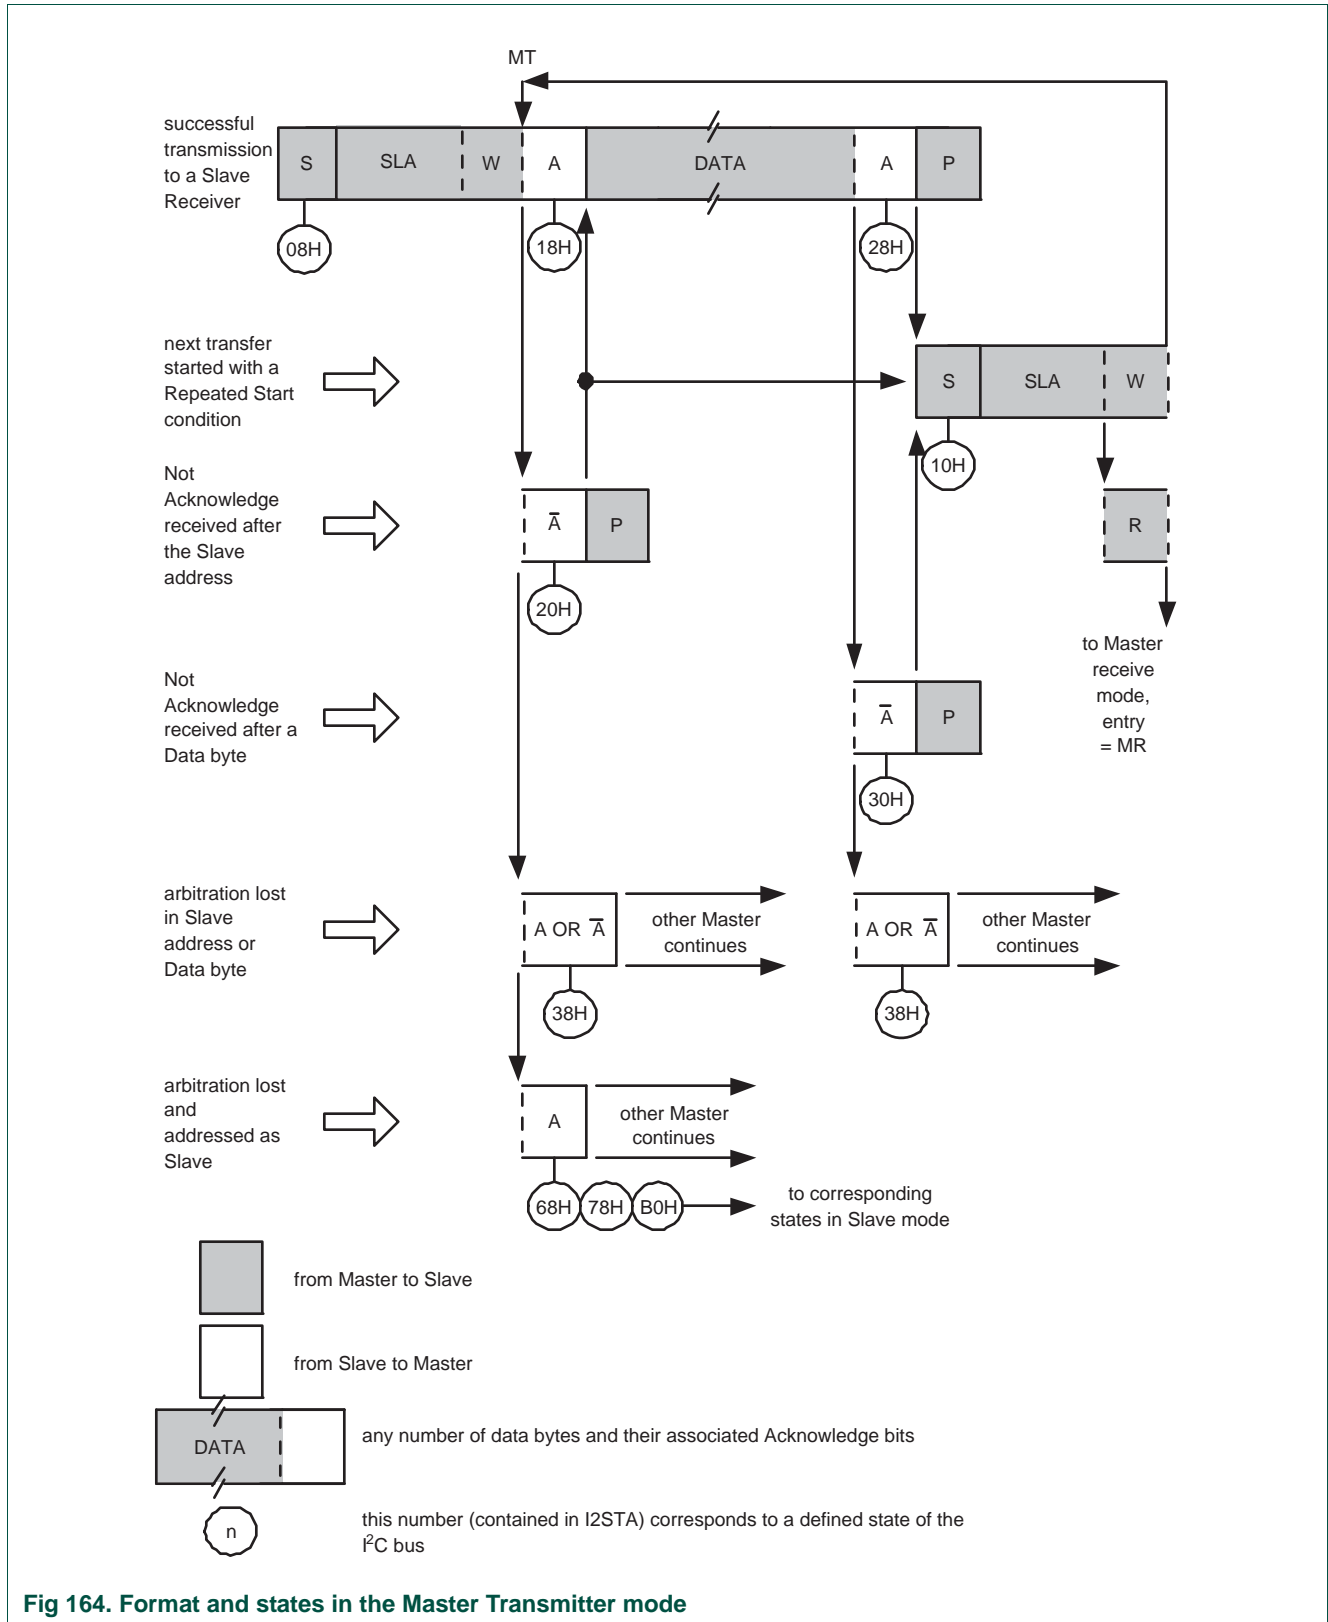 MT
successful
transmission
to a Slave
Receiver
S
SLA
W
A
DATA
A
P
08H
18H
28H
next transfer
started with a
Repeated Start
condition
S
SLA
W
10H
Not
Acknowledge
received after
the Slave
address
A̅
P
R
20H
to Master
receive
mode,
entry
= MR
Not
Acknowledge
received after a
Data byte
A̅
P
30H
arbitration lost
in Slave
address or
Data byte
A OR A̅
other Master
continues
A OR A̅
other Master
continues
38H
38H
arbitration lost
and
addressed as
Slave
A
other Master
continues
68H
78H
B0H
to corresponding
states in Slave mode
from Master to Slave
from Slave to Master
DATA
any number of data bytes and their associated Acknowledge bits
n
this number (contained in I2STA) corresponds to a defined state of the
I²C bus
Fig 164. Format and states in the Master Transmitter mode